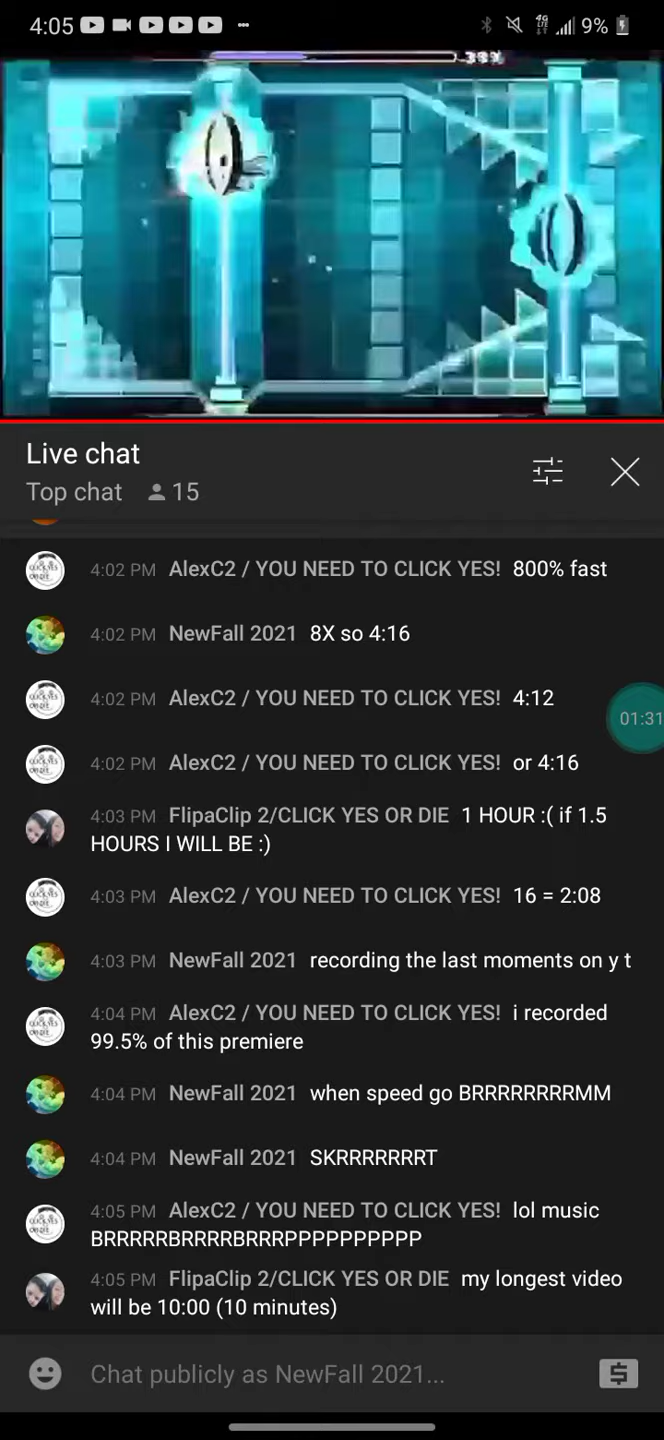 4:05
4G LTE 9%
39%
Live chat
Top chat 15
4:02 PM AlexC2 / YOU NEED TO CLICK YES! 800% fast
4:02 PM NewFall 2021 8X so 4:16
4:02 PM AlexC2 / YOU NEED TO CLICK YES! 4:12
01:31
4:02 PM AlexC2 / YOU NEED TO CLICK YES! or 4:16
4:03 PM FlipaClip 2/CLICK YES OR DIE 1 HOUR :( if 1.5
HOURS I WILL BE :)
4:03 PM AlexC2 / YOU NEED TO CLICK YES! 16 = 2:08
4:03 PM NewFall 2021 recording the last moments on y t
4:04 PM AlexC2 / YOU NEED TO CLICK YES! i recorded
99.5% of this premiere
4:04 PM NewFall 2021 when speed go BRRRRRRRRMM
4:04 PM NewFall 2021 SKRRRRRRRT
4:05 PM AlexC2 / YOU NEED TO CLICK YES! lol music
BRRRRRBRRRRBRRRPPPPPPPPPP
4:05 PM FlipaClip 2/CLICK YES OR DIE my longest video
will be 10:00 (10 minutes)
Chat publicly as NewFall 2021...